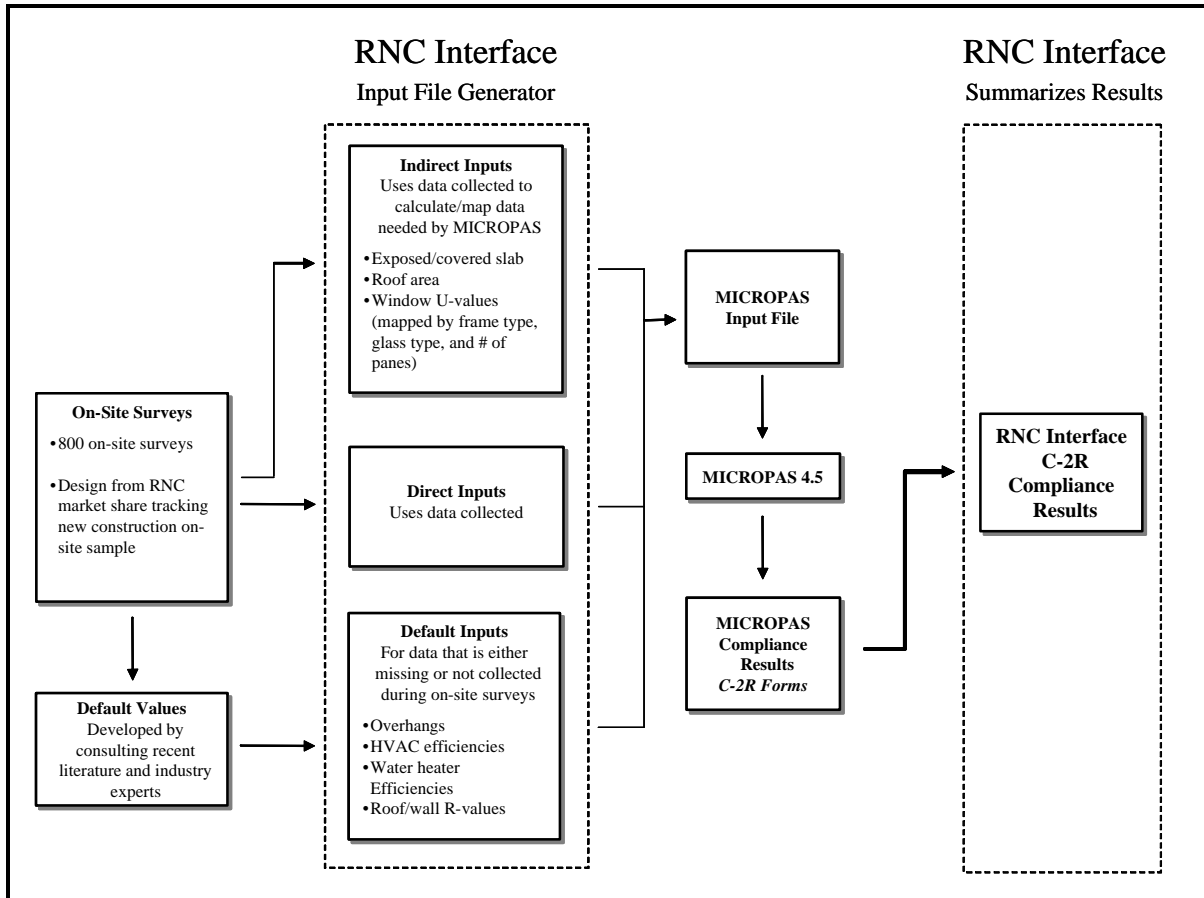 RNC Interface
Input File Generator
RNC Interface
Summarizes Results
On-Site Surveys
•800 on-site surveys
•Design from RNC
market share tracking
new construction on-
site sample
Default Values
Developed by
consulting recent
literature and industry
experts
Indirect Inputs
Uses data collected to
calculate/map data
needed by MICROPAS
•Exposed/covered slab
•Roof area
•Window U-values
(mapped by frame type,
glass type, and # of
panes)
Direct Inputs
Uses data collected
Default Inputs
For data that is either
missing or not collected
during on-site surveys
•Overhangs
•HVAC efficiencies
•Water heater
Efficiencies
•Roof/wall R-values
MICROPAS
Input File
MICROPAS 4.5
MICROPAS
Compliance
Results
C-2R Forms
RNC Interface
C-2R
Compliance
Results